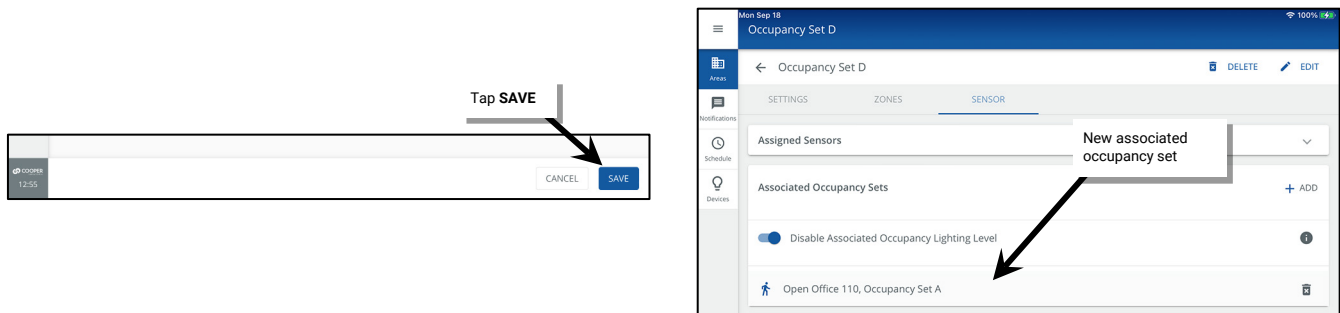 Tap SAVE
COOPER
12:55
CANCEL
SAVE
Mon Sep 18
100%
Occupancy Set D
Areas
Occupancy Set D
DELETE
EDIT
Notifications
SETTINGS
ZONES
SENSOR
Schedule
Assigned Sensors
New associated
occupancy set
Devices
Associated Occupancy Sets
+ ADD
Disable Associated Occupancy Lighting Level
Open Office 110, Occupancy Set A